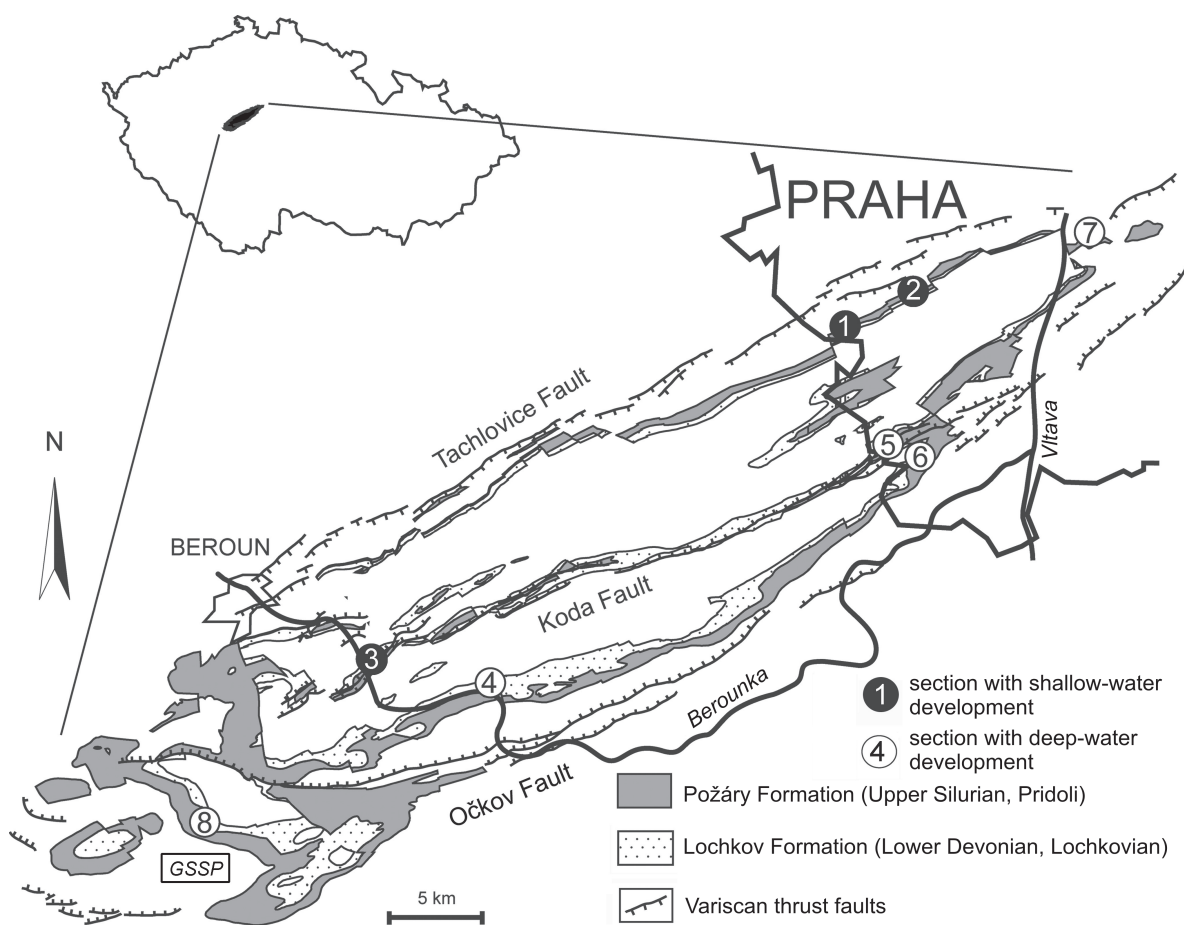 PRAHA
7
2
1
Tachlovice Fault
Vltava
N
5
6
BEROUN
Koda Fault
3
4
Berounka
1 section with shallow-water
development
4 section with deep-water
development
Očkov Fault
Požáry Formation (Upper Silurian, Pridoli)
8
Lochkov Formation (Lower Devonian, Lochkovian)
GSSP
5 km
Variscan thrust faults